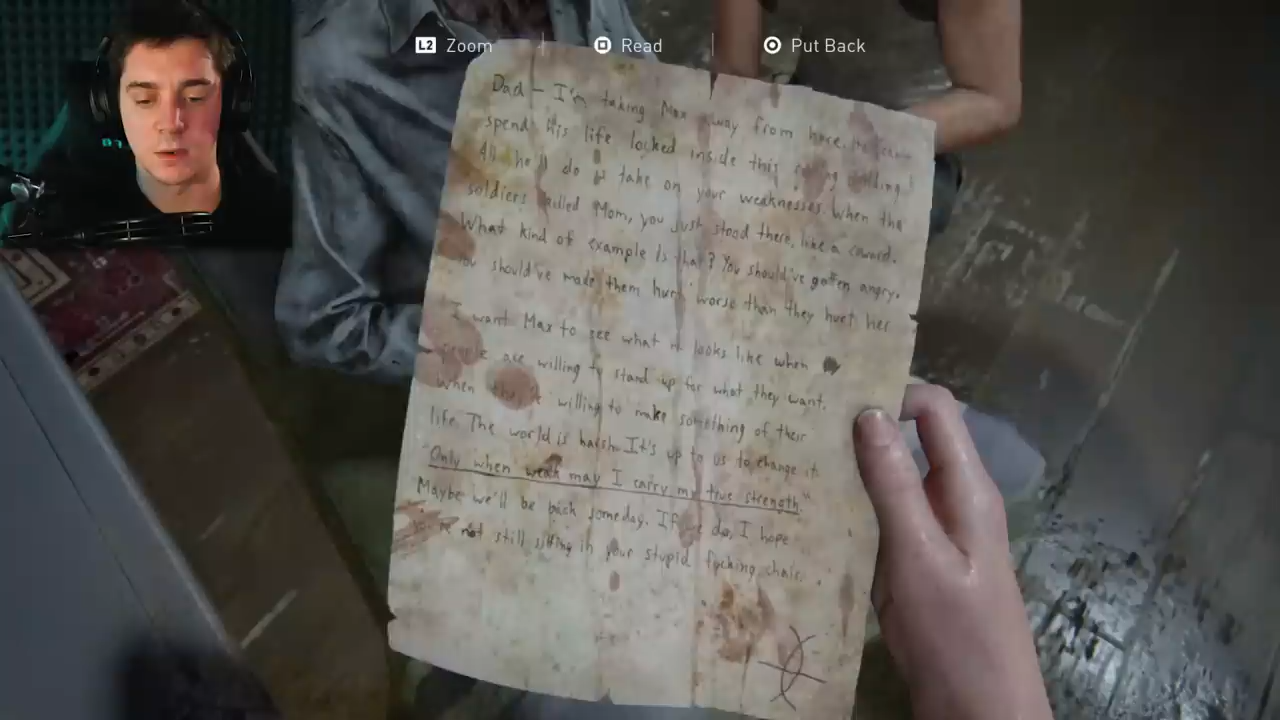 L2 Zoom
Read
Put Back
Dad - I'm taking Max away from here. He can't
spend his life locked inside this building!
All he'll do is take on your weaknesses. When the
soldiers killed Mom, you just stood there, like a coward.
What kind of example is that? You should've gotten angry.
You should've made them hurt worse than they hurt her
I want Max to see what it looks like when
people are willing to stand up for what they want.
When they're willing to make something of their
life. The world is harsh. It's up to us to change it.
"Only when weak may I carry my true strength."
Maybe we'll be back someday. If we do, I hope
you're not still sitting in your stupid fucking chair.